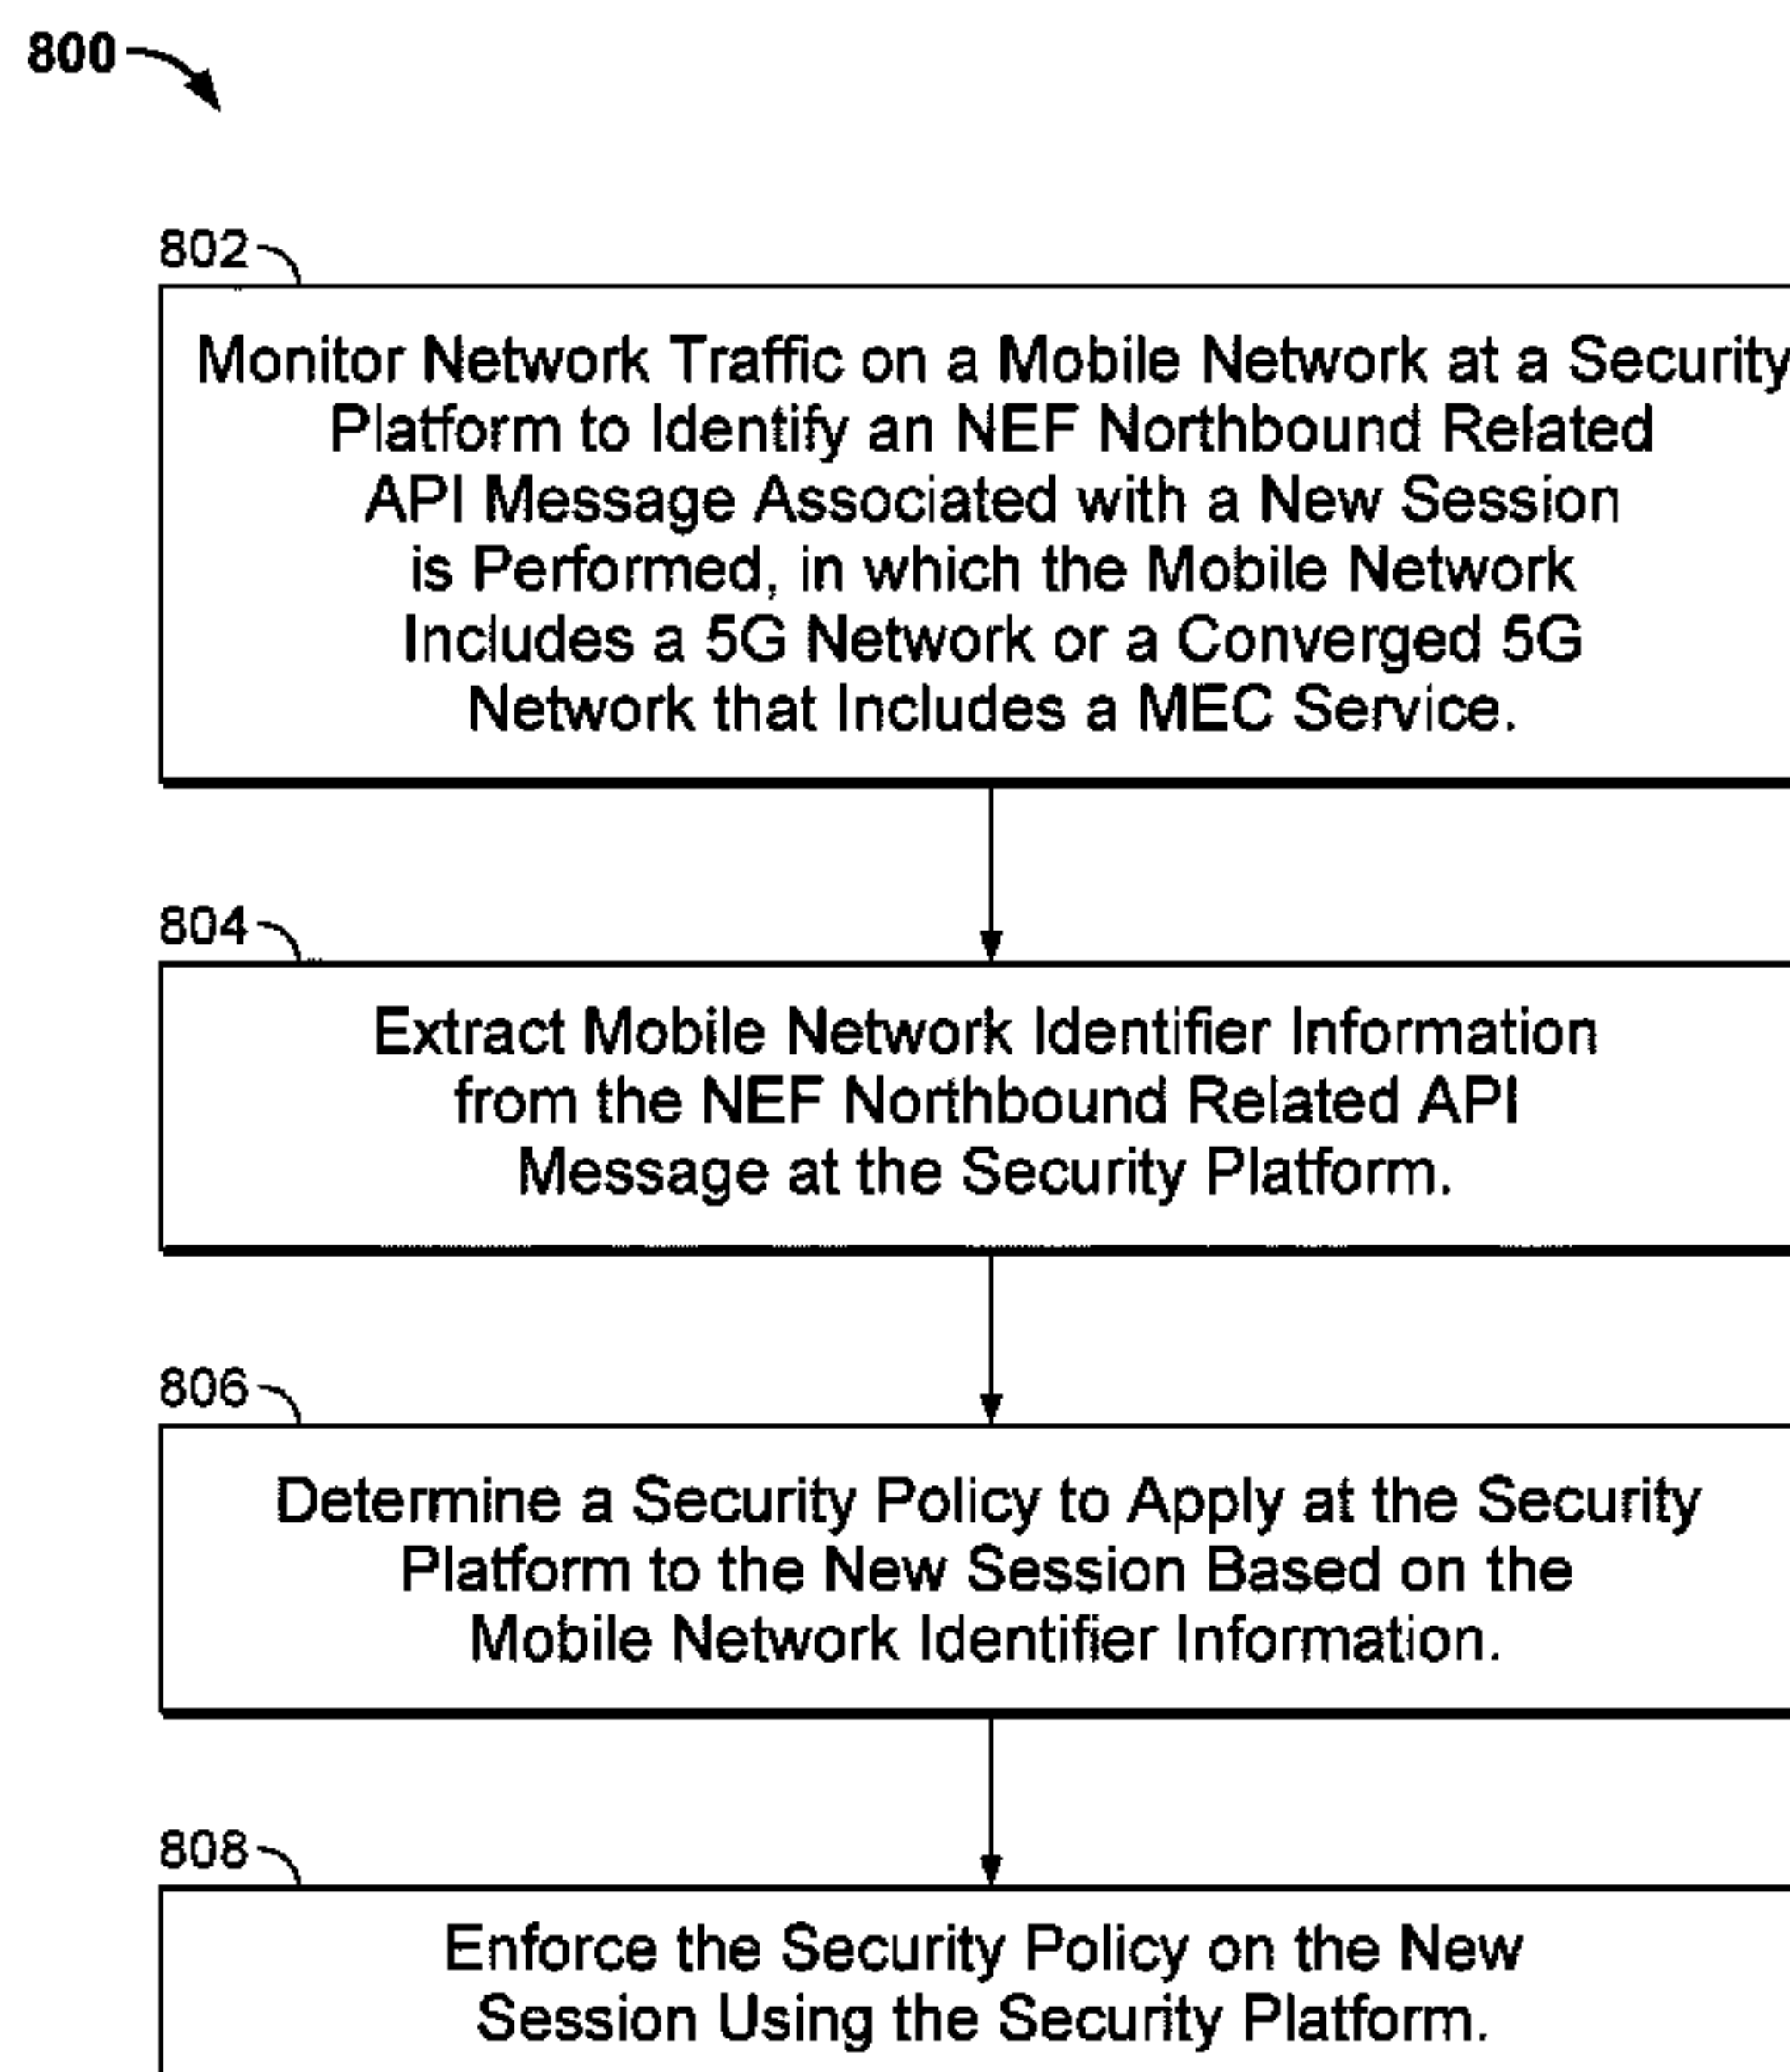 800
802
Monitor Network Traffic on a Mobile Network at a Security
Platform to Identify an NEF Northbound Related
API Message Associated with a New Session
is Performed, in which the Mobile Network
Includes a 5G Network or a Converged 5G
Network that Includes a MEC Service.
804
Extract Mobile Network Identifier Information
from the NEF Northbound Related API
Message at the Security Platform.
806
Determine a Security Policy to Apply at the Security
Platform to the New Session Based on the
Mobile Network Identifier Information.
808
Enforce the Security Policy on the New
Session Using the Security Platform.